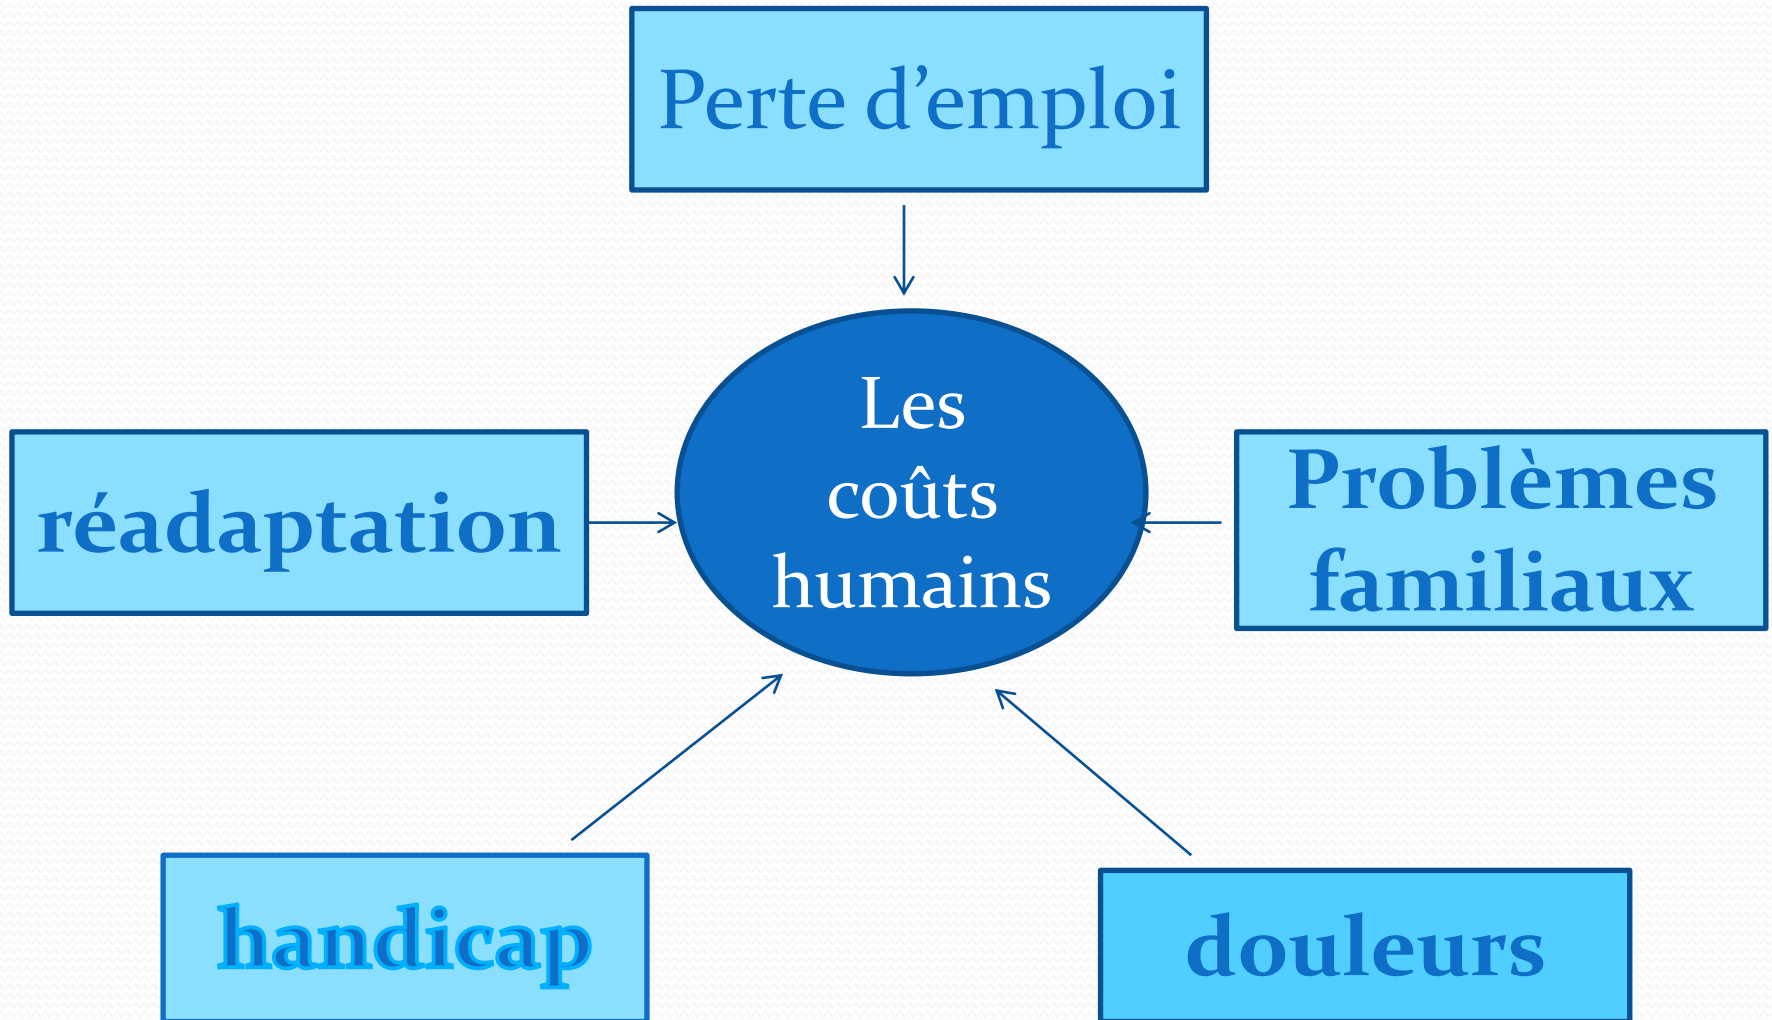 Perte d’emploi
Les
coûts
humains
réadaptation
Problèmes
familiaux
handicap
douleurs